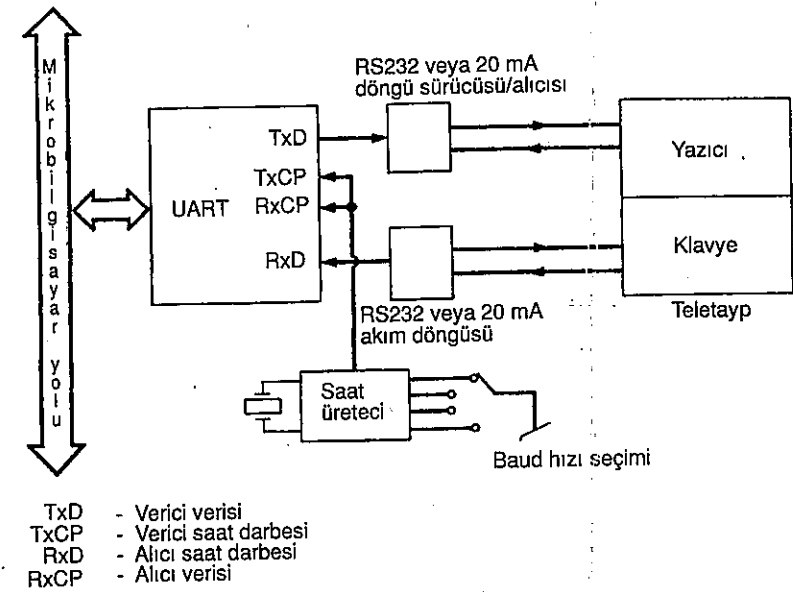 Mikrobilgisayar yolu
RS232 veya 20 mA
döngü sürücüsü/alıcısı
TxD
TxCP
UART
RxCP
RxD
Yazıcı
Klavye
Teletayp
RS232 veya 20 mA
akım döngüsü
Saat
üreteci
Baud hızı seçimi
TxD - Verici verisi
TxCP - Verici saat darbesi
RxD - Alıcı saat darbesi
RxCP - Alıcı verisi